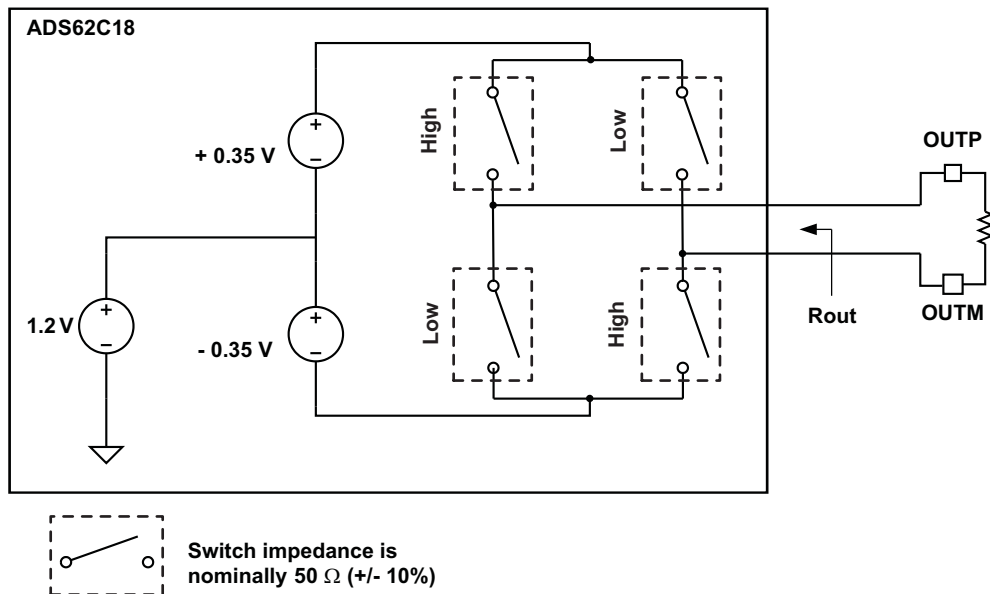 ADS62C18
+
–
+ 0.35 V
High
Low
OUTP
+
–
1.2 V
+
–
- 0.35 V
Low
High
Rout
OUTM
Switch impedance is
nominally 50 Ω (+/- 10%)